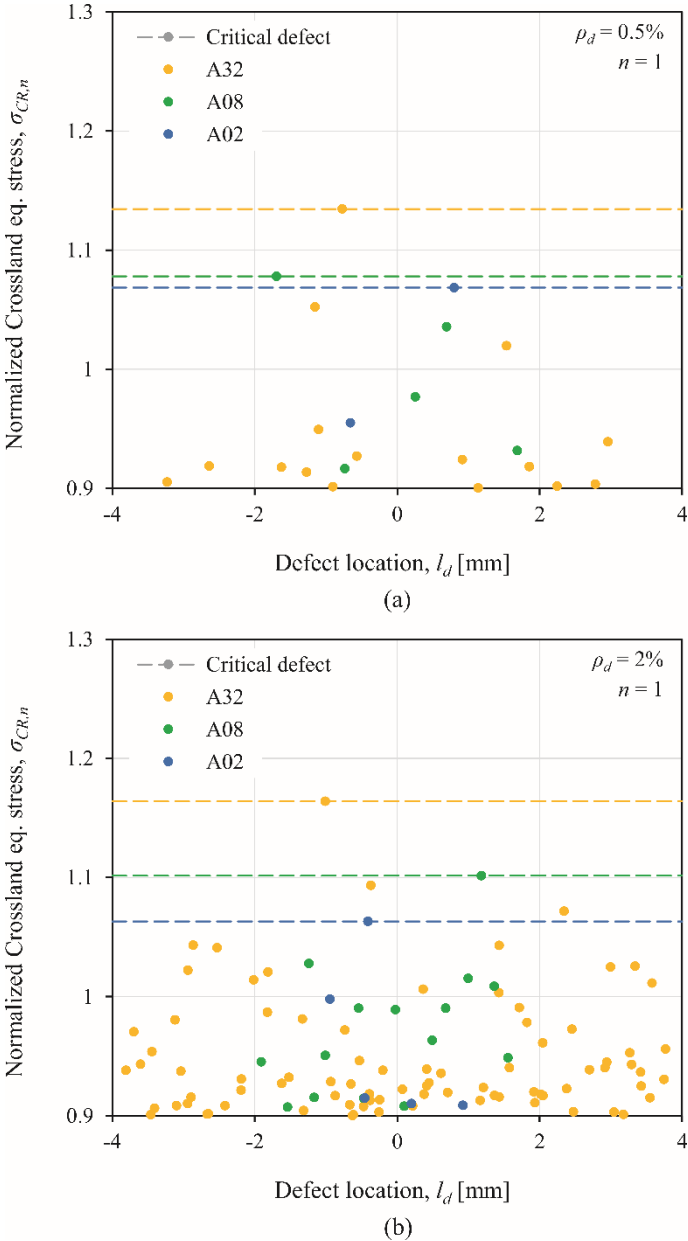 1.3
ρd = 0.5%
n = 1
Critical defect
A32
A08
A02
1.2
1.1
1
0.9
Normalized Crossland eq. stress, σCR,n
-4
-2
0
2
4
Defect location, ld [mm]
(a)
1.3
ρd = 2%
n = 1
Critical defect
A32
A08
A02
1.2
1.1
1
0.9
Normalized Crossland eq. stress, σCR,n
-4
-2
0
2
4
Defect location, ld [mm]
(b)